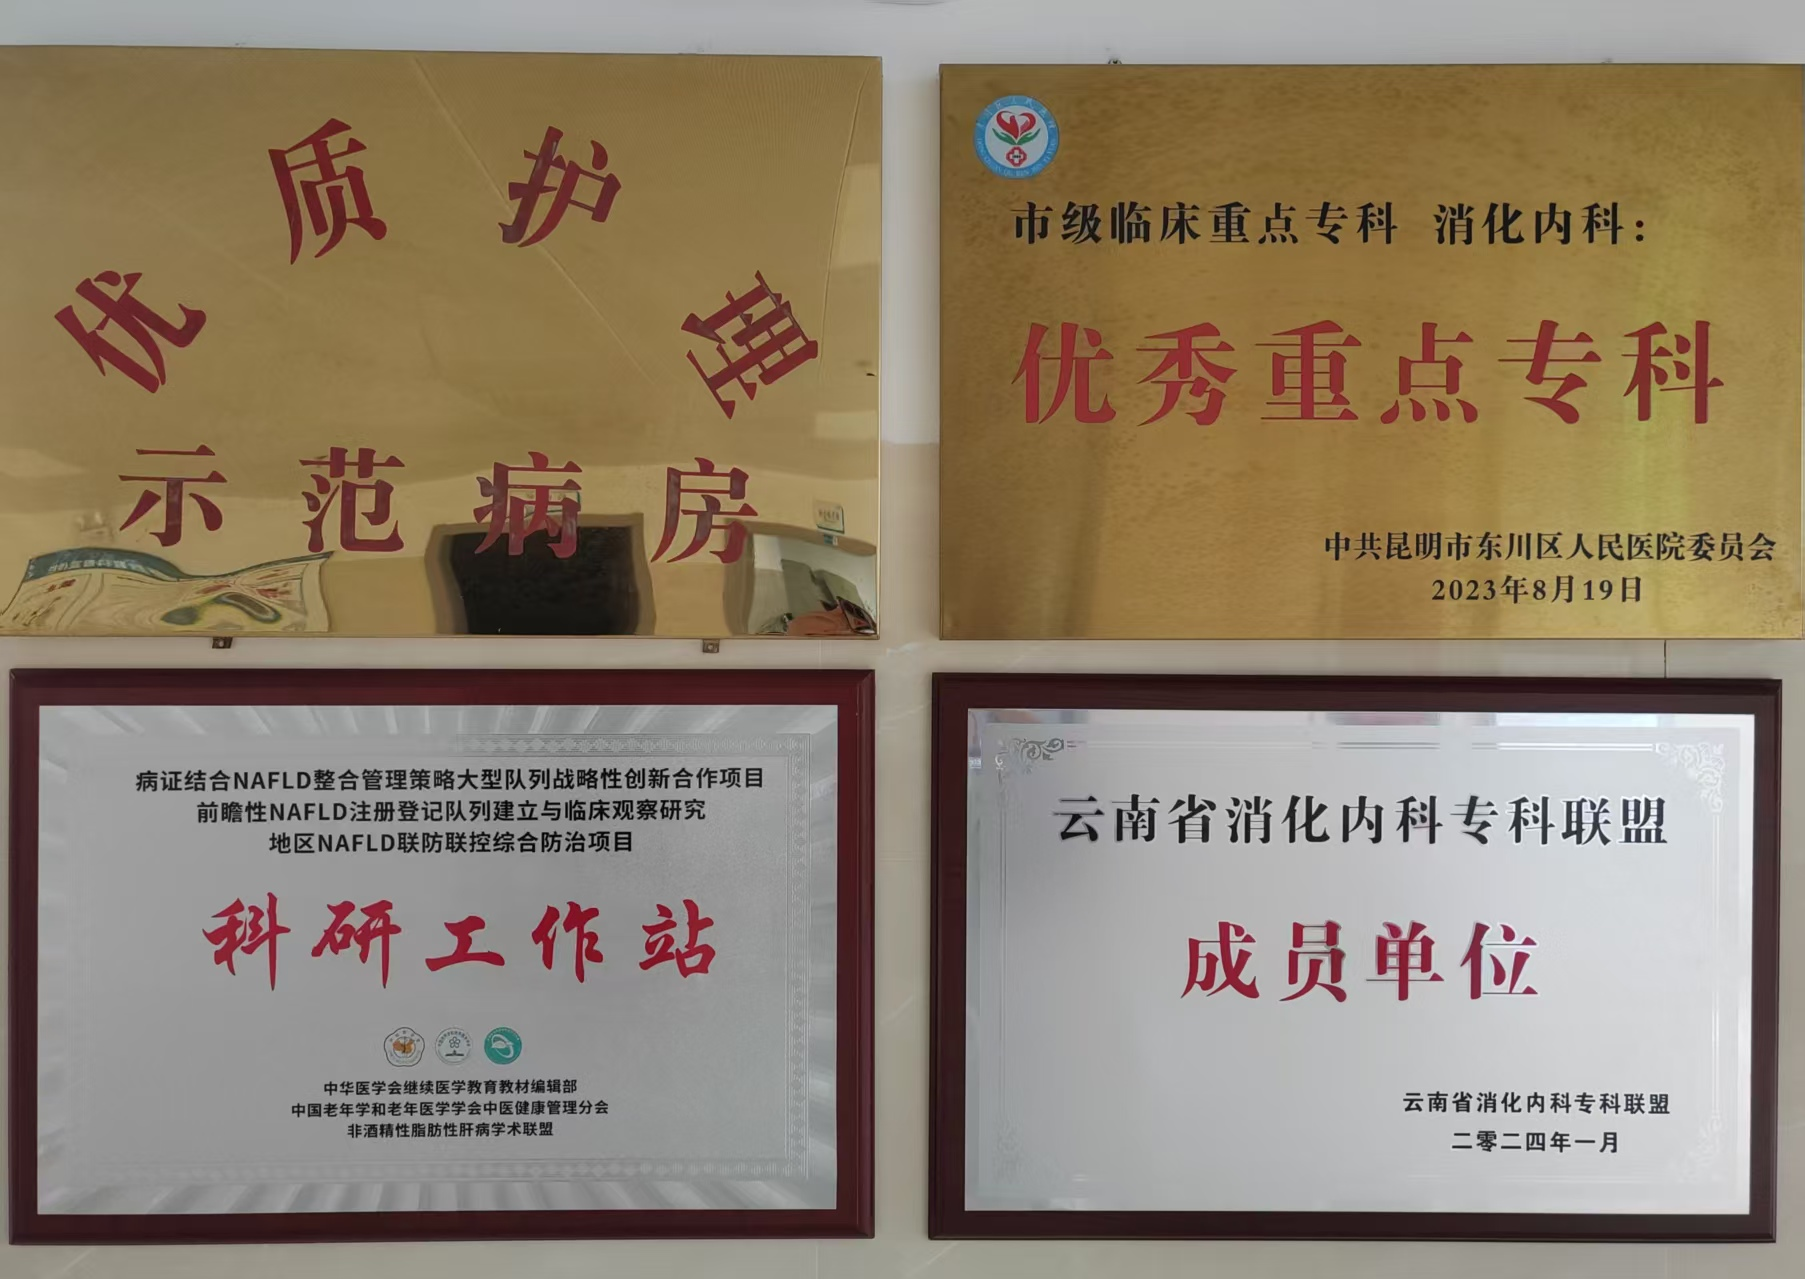 优质护理
示范病房
市级临床重点专科 消化内科：
优秀重点专科
中共昆明市东川区人民医院委员会
2023年8月19日
病证结合NAFLD整合管理策略大型队列战略性创新合作项目
前瞻性NAFLD注册登记队列建立与临床观察研究
地区NAFLD联防联控综合防治项目
科研工作站
中华医学会继续医学教育教材编辑部
中国老年学和老年医学学会中医健康管理分会
非酒精性脂肪性肝病学术联盟
云南省消化内科专科联盟
成员单位
云南省消化内科专科联盟
二零二四年一月